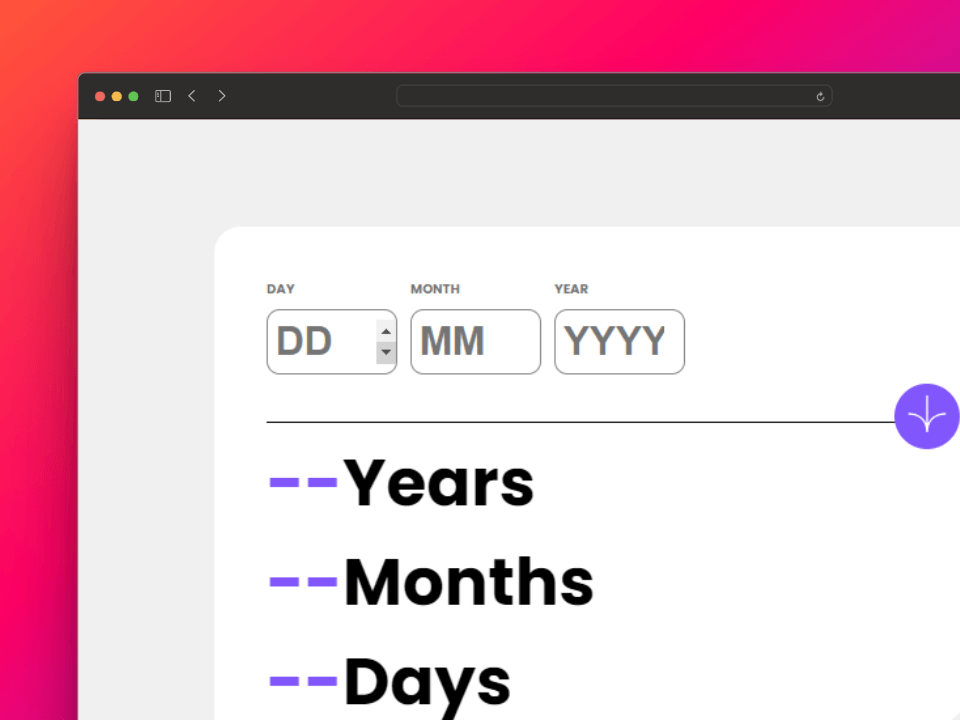 DAY MONTH YEAR
DD MM YYYY
--Years
--Months
--Days